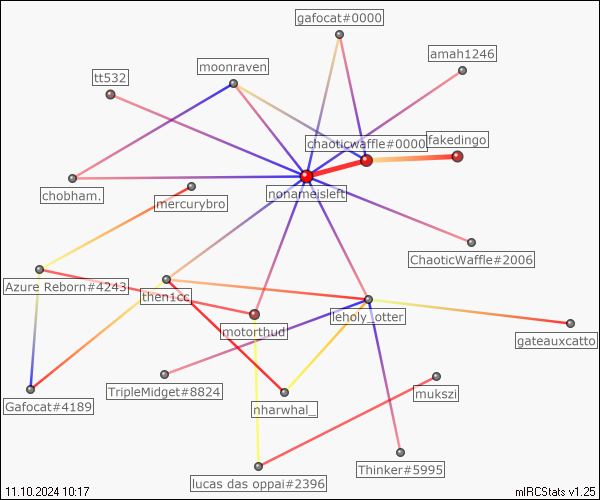 gafocat#0000
amah1246
moonraven
tt532
chaoticwaffle#0000
fakedingo
nonameisleft
chobham.
mercurybro
ChaoticWaffle#2006
Azure Reborn#4243
then1cc
leholy_otter
motorthud
gateauxcatto
TripleMidget#8824
mukszi
Gafocat#4189
nharwhal_
Thinker#5995
lucas das oppai#2396
11.10.2024 10:17
mIRCStats v1.25